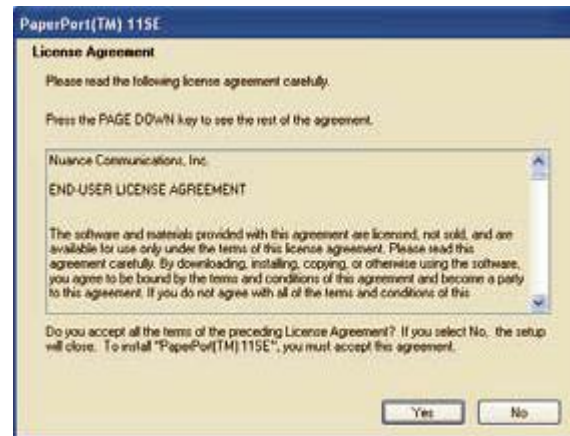 PaperPort(TM) 11SE
License Agreement
Please read the following license agreement carefully.
Press the PAGE DOWN key to see the rest of the agreement.
Nuance Communications, Inc.
END-USER LICENSE AGREEMENT
The software and materials provided with this agreement are licensed, not sold, and are
available for use only under the terms of this license agreement. Please read this
agreement carefully. By downloading, installing, copying, or otherwise using the software,
you agree to be bound by the terms and conditions of this agreement and become a party
to this agreement. If you do not agree with all of the terms and conditions of this
Do you accept all the terms of the preceding License Agreement? If you select No, the setup
will close. To install "PaperPort(TM) 11SE", you must accept this agreement.
Yes
No